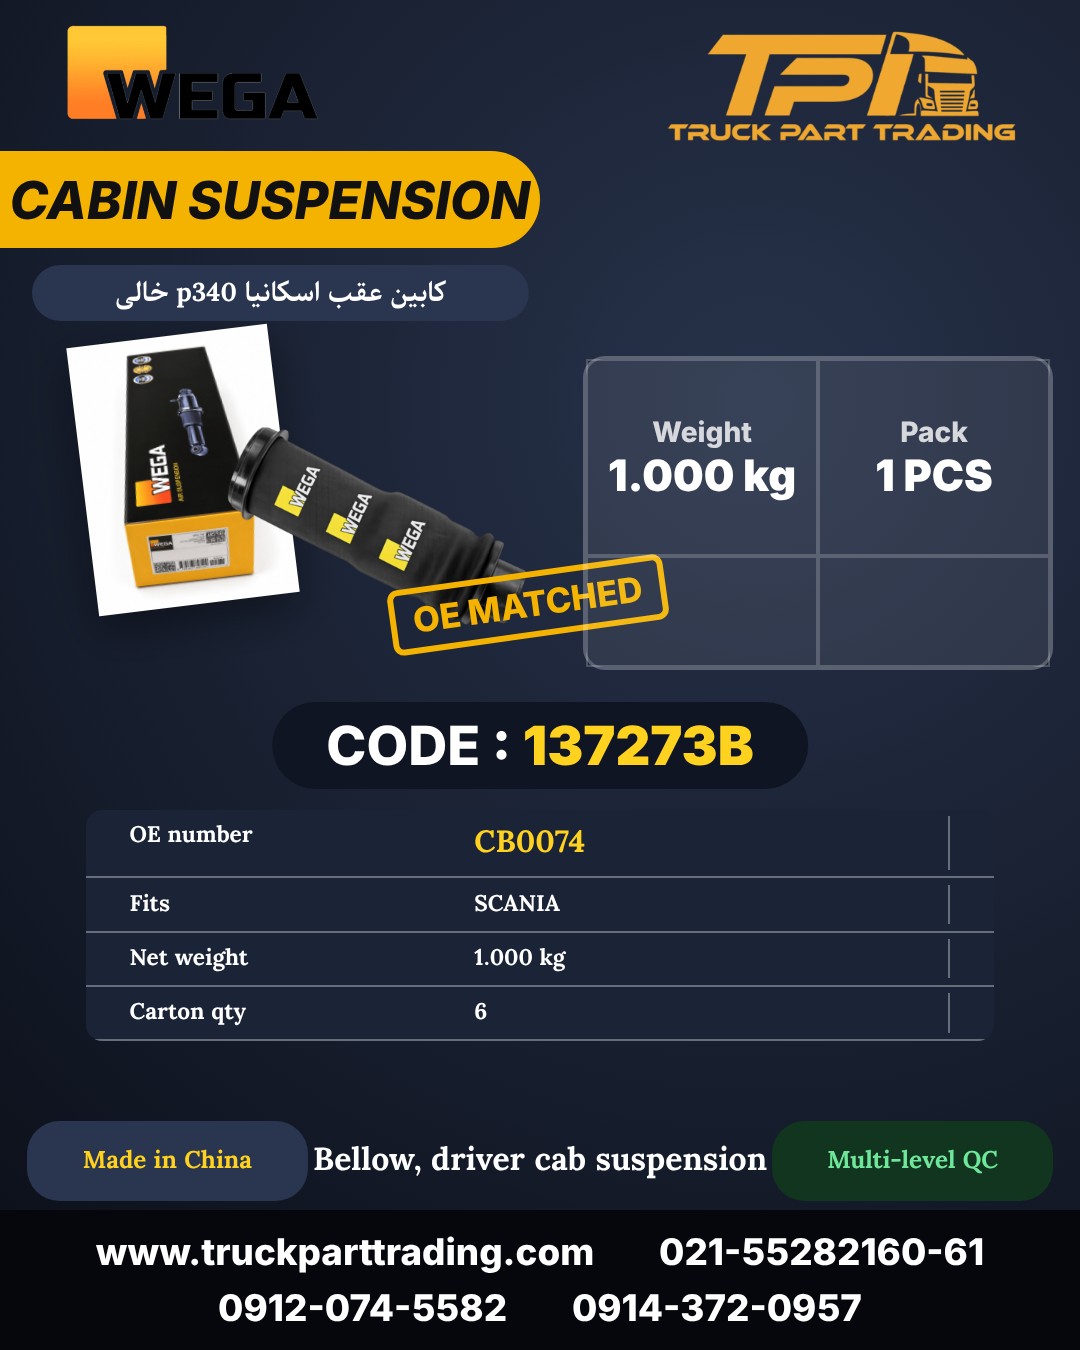 WEGA
TPT
TRUCK PART TRADING
CABIN SUSPENSION
کابین عقب اسکانیا p340 خالی
WEGA
WEGA
WEGA
WEGA
OE MATCHED
Weight
1.000 kg
Pack
1 PCS
CODE : 137273B
OE number CB0074
Fits SCANIA
Net weight 1.000 kg
Carton qty 6
Made in China
Bellow, driver cab suspension
Multi-level QC
www.truckparttrading.com 021-55282160-61
0912-074-5582 0914-372-0957